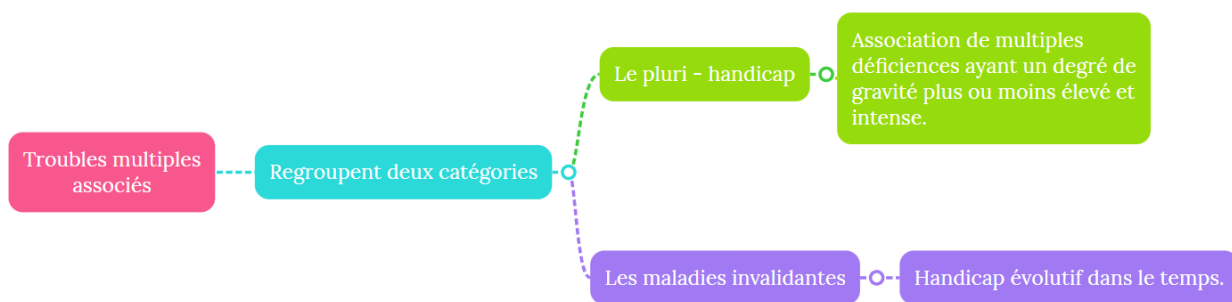 Troubles multiples
associés
Regroupent deux catégories
Le pluri - handicap
Association de multiples
déficiences ayant un degré de
gravité plus ou moins élevé et
intense.
Les maladies invalidantes
Handicap évolutif dans le temps.